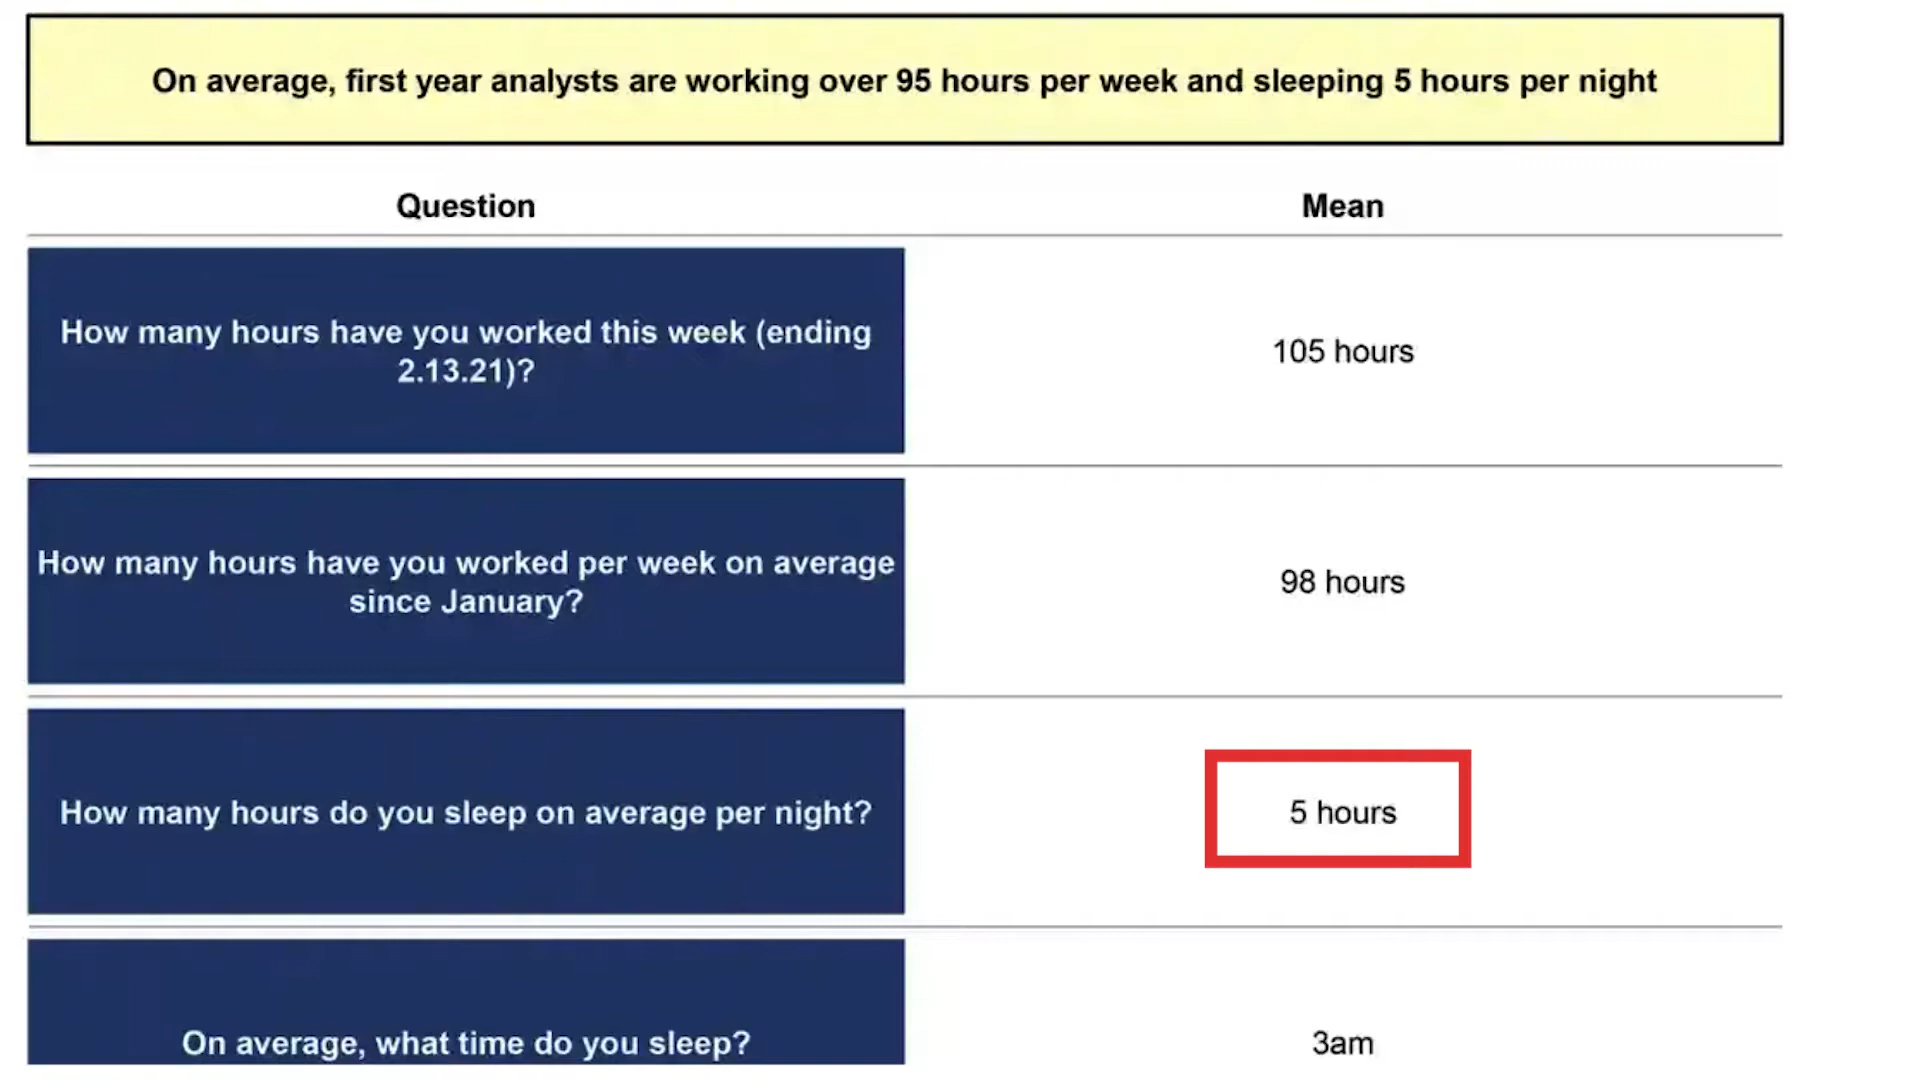 On average, first year analysts are working over 95 hours per week and sleeping 5 hours per night
Question
Mean
How many hours have you worked this week (ending
2.13.21)?
105 hours
How many hours have you worked per week on average
since January?
98 hours
How many hours do you sleep on average per night?
5 hours
On average, what time do you sleep?
3am